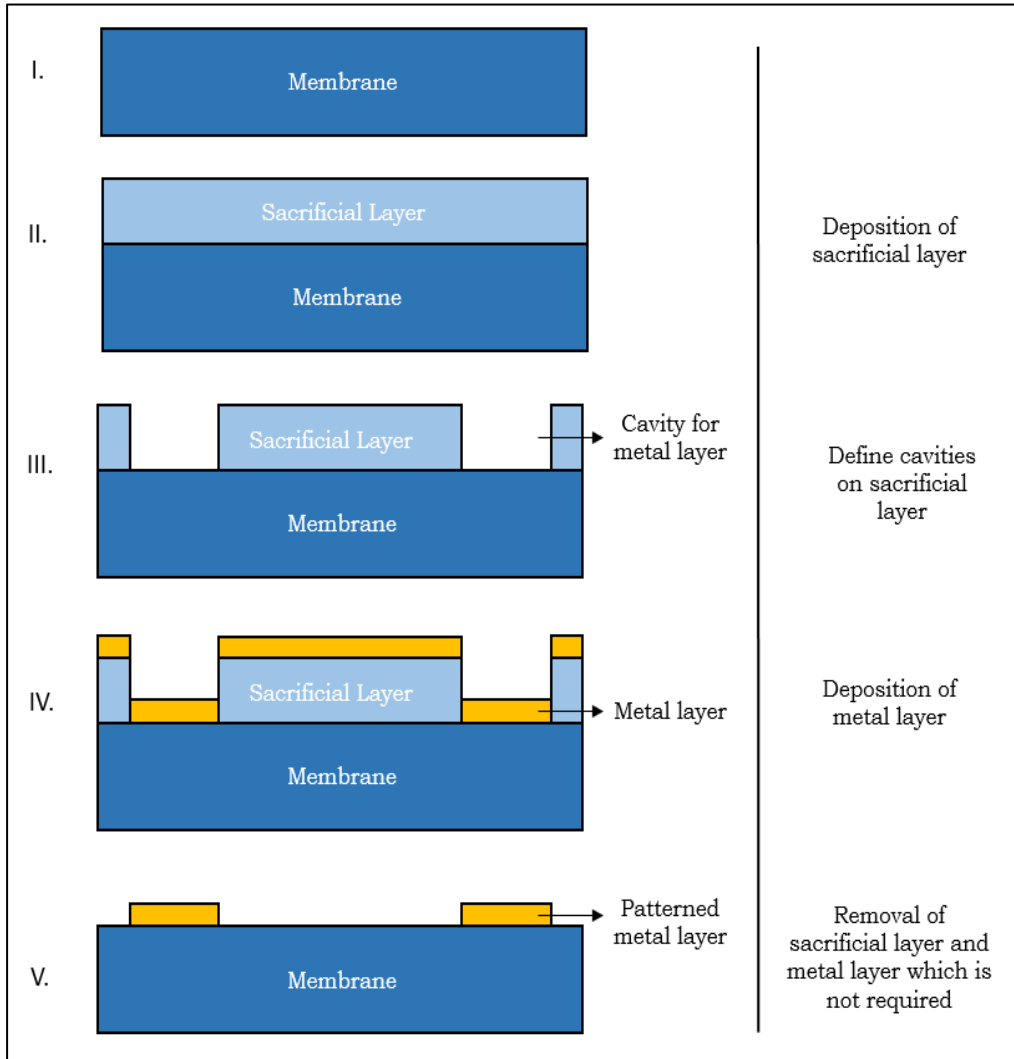 I.
Membrane
II.
Sacrificial Layer
Membrane
Deposition of
sacrificial layer
III.
Sacrificial Layer
Membrane
Cavity for
metal layer
Define cavities
on sacrificial
layer
IV.
Sacrificial Layer
Membrane
Metal layer
Deposition of
metal layer
V.
Membrane
Patterned
metal layer
Removal of
sacrificial layer and
metal layer which is
not required